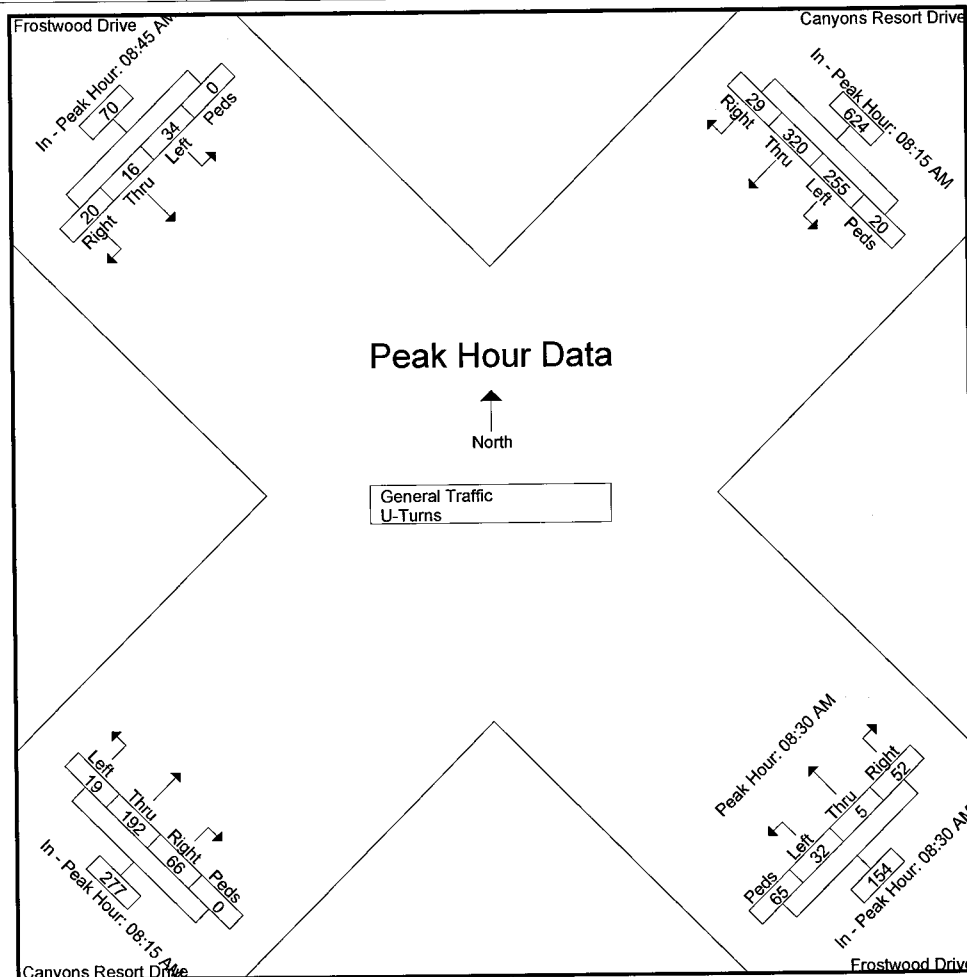 Frostwood Drive
In - Peak Hour: 08:45 AM
70
20 16 34 0
Right Thru Left Peds
Canyons Resort Drive
In - Peak Hour: 08:15 AM
624
29 320 255 20
Right Thru Left Peds
Peak Hour Data
North
General Traffic
U-Turns
Left Thru Right Peds
19 192 66 0
277
In - Peak Hour: 08:15 AM
Canyons Resort Drive
Peak Hour: 08:30 AM
Peds Left Thru Right
65 32 5 52
154
In - Peak Hour: 08:30 AM
Frostwood Drive